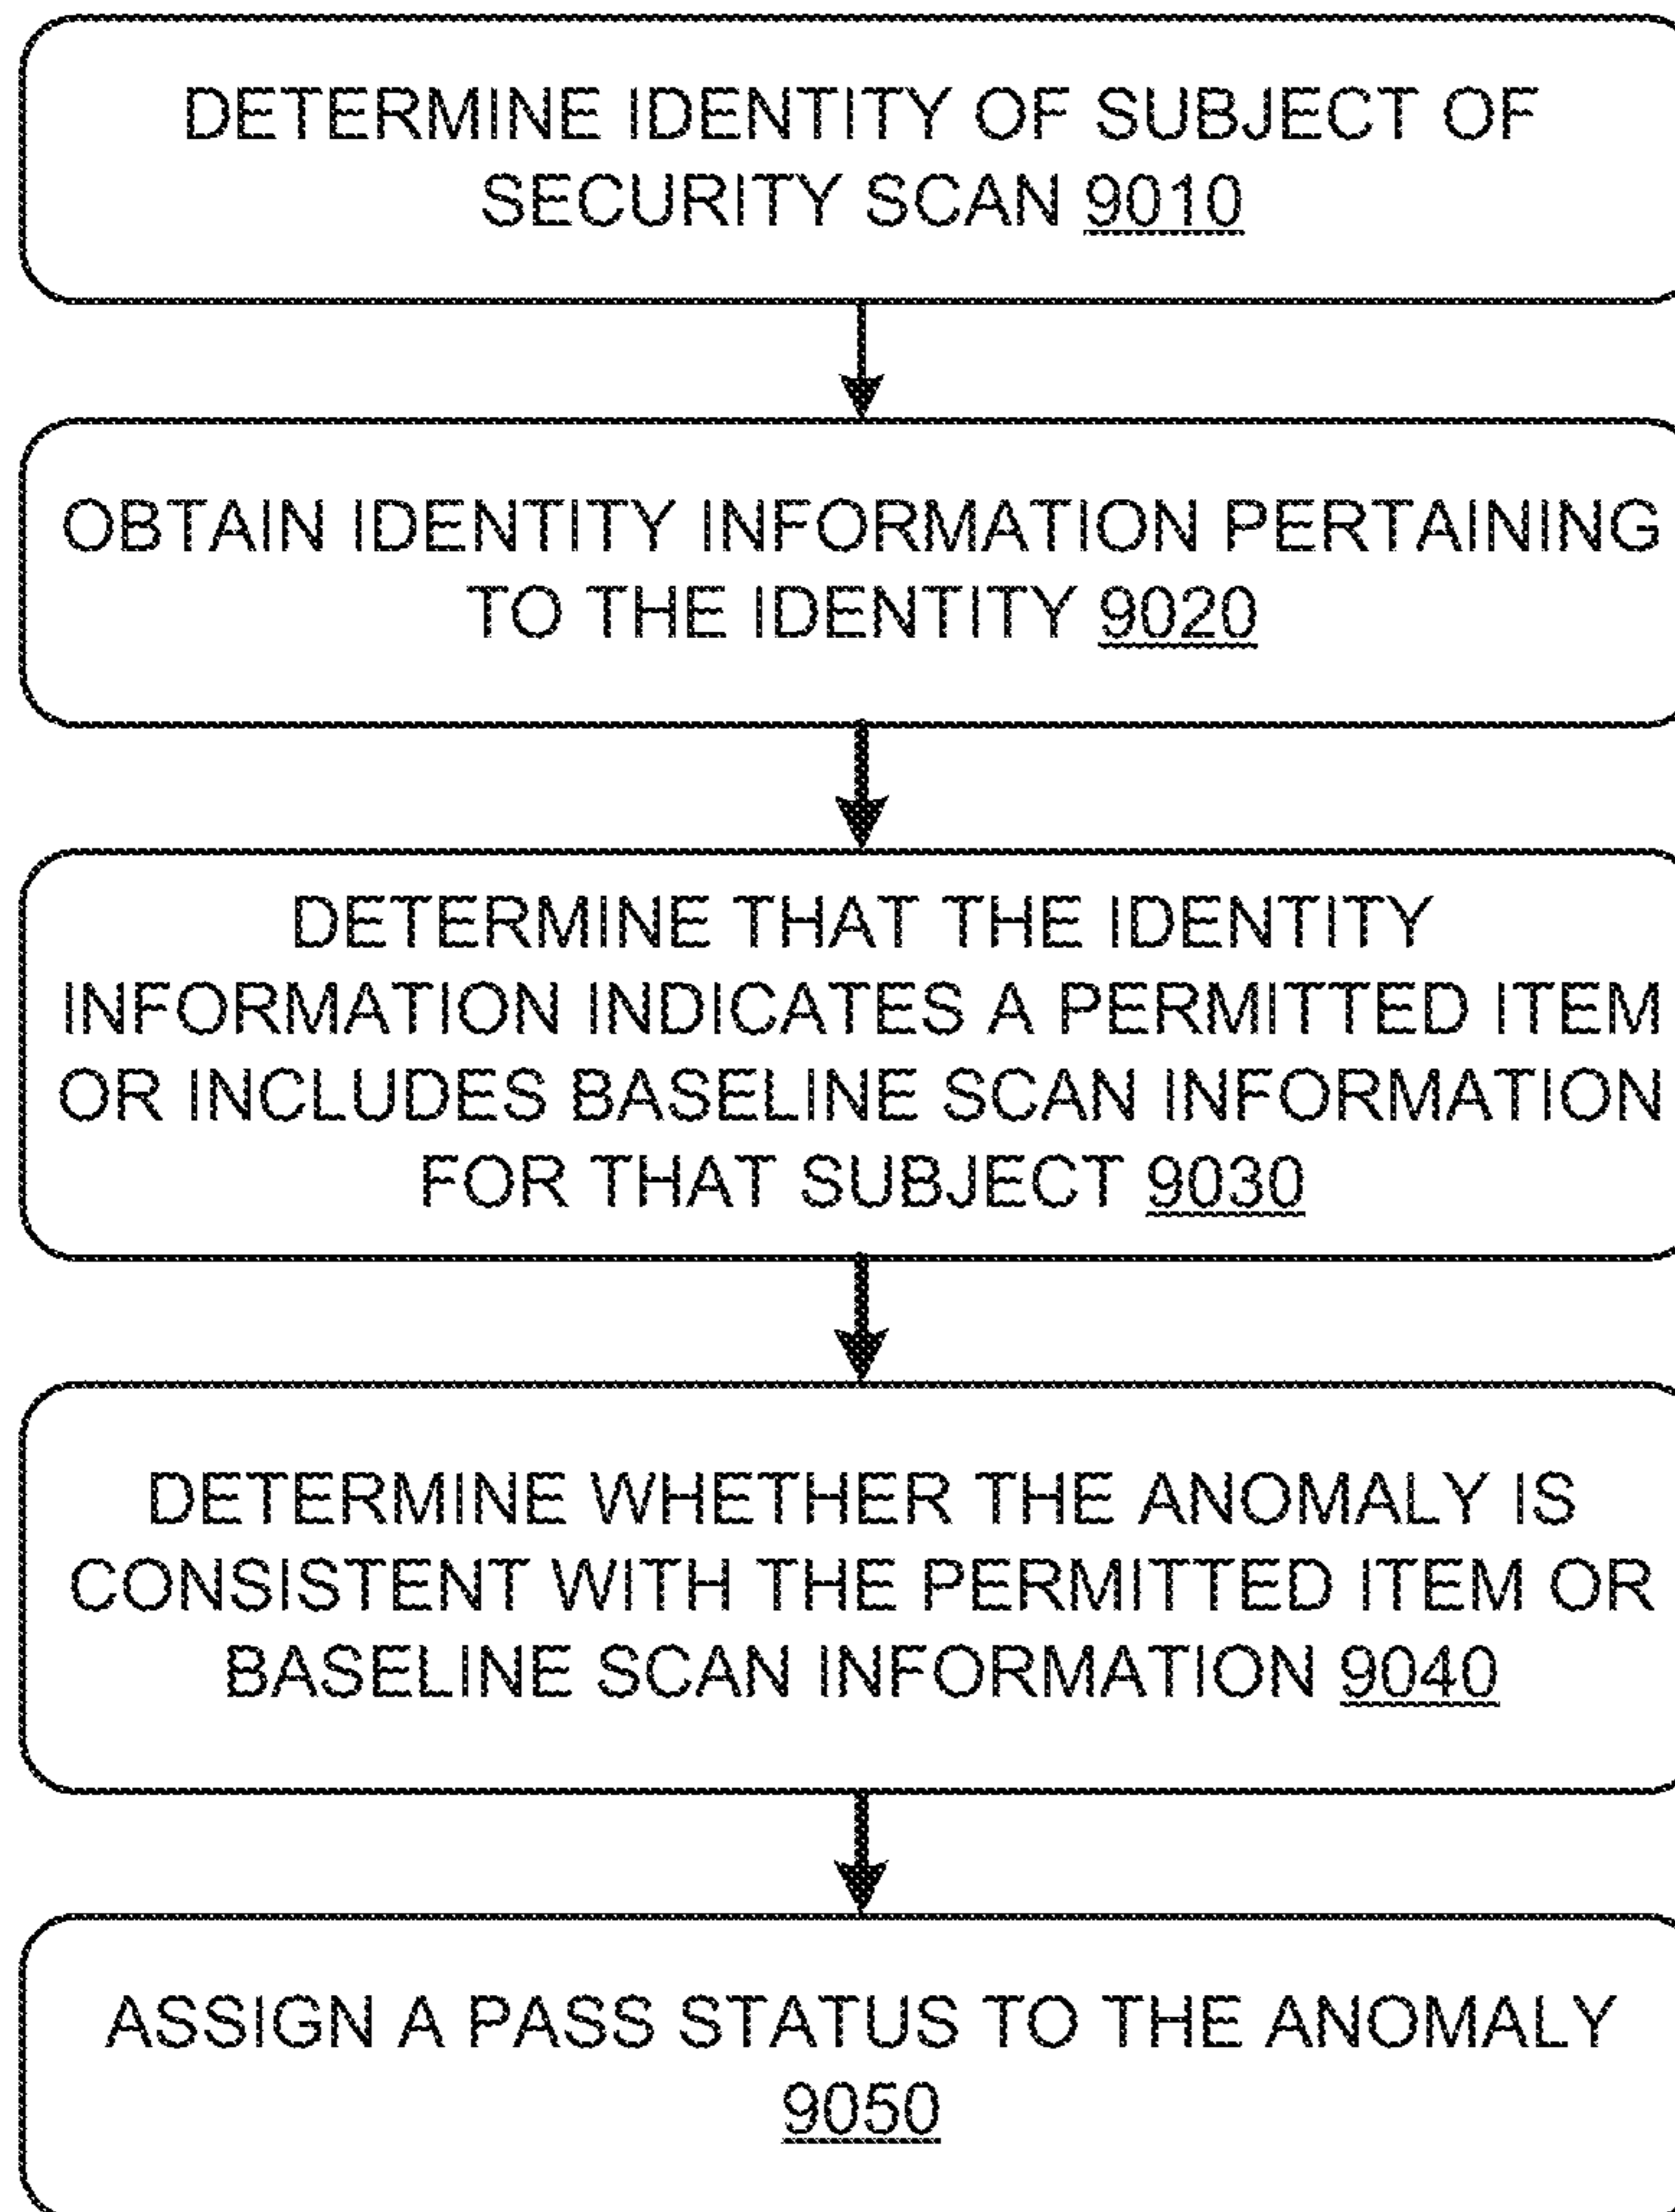 DETERMINE IDENTITY OF SUBJECT OF
SECURITY SCAN 9010
OBTAIN IDENTITY INFORMATION PERTAINING
TO THE IDENTITY 9020
DETERMINE THAT THE IDENTITY
INFORMATION INDICATES A PERMITTED ITEM
OR INCLUDES BASELINE SCAN INFORMATION
FOR THAT SUBJECT 9030
DETERMINE WHETHER THE ANOMALY IS
CONSISTENT WITH THE PERMITTED ITEM OR
BASELINE SCAN INFORMATION 9040
ASSIGN A PASS STATUS TO THE ANOMALY
9050